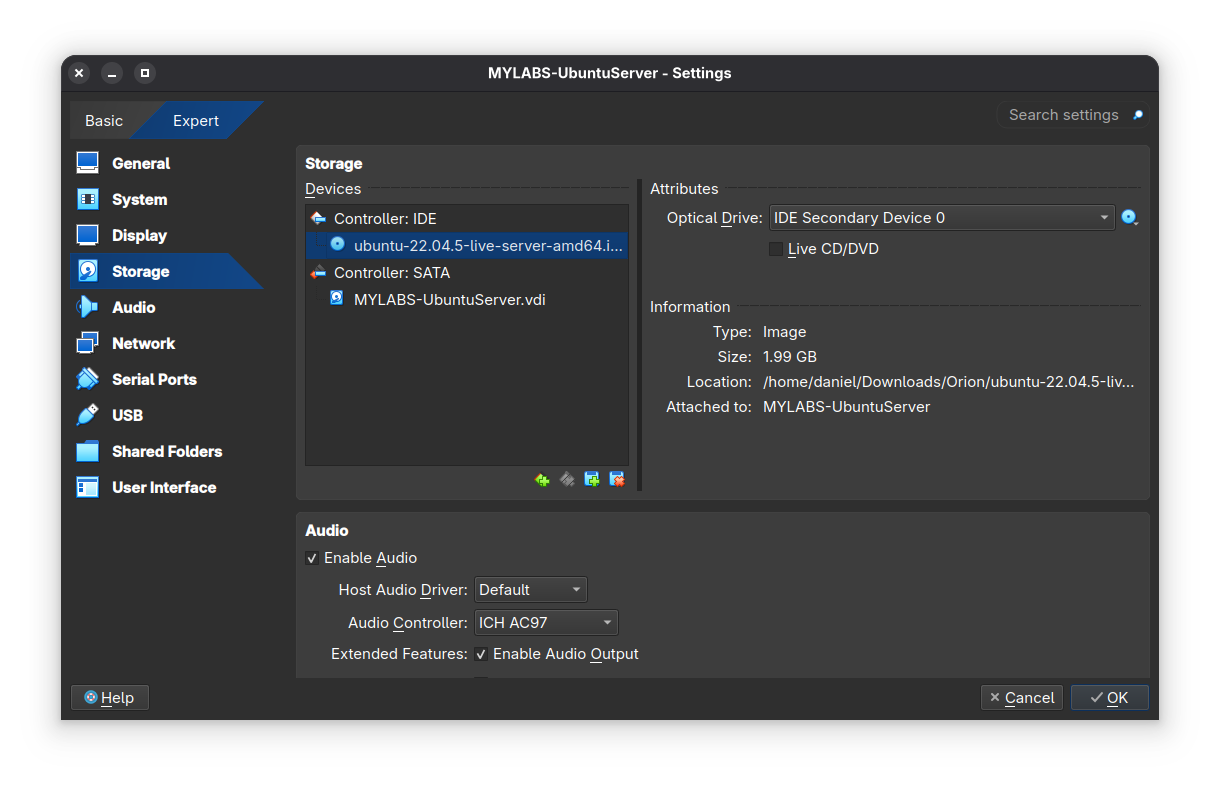 MYLABS-UbuntuServer - Settings
Basic
Expert
Search settings
General
System
Display
Storage
Audio
Network
Serial Ports
USB
Shared Folders
User Interface
Storage
Devices
Controller: IDE
ubuntu-22.04.5-live-server-amd64.i...
Controller: SATA
MYLABS-UbuntuServer.vdi
Attributes
Optical Drive: IDE Secondary Device 0
Live CD/DVD
Information
Type: Image
Size: 1.99 GB
Location: /home/daniel/Downloads/Orion/ubuntu-22.04.5-liv...
Attached to: MYLABS-UbuntuServer
Audio
Enable Audio
Host Audio Driver: Default
Audio Controller: ICH AC97
Extended Features: Enable Audio Output
Help
Cancel
OK